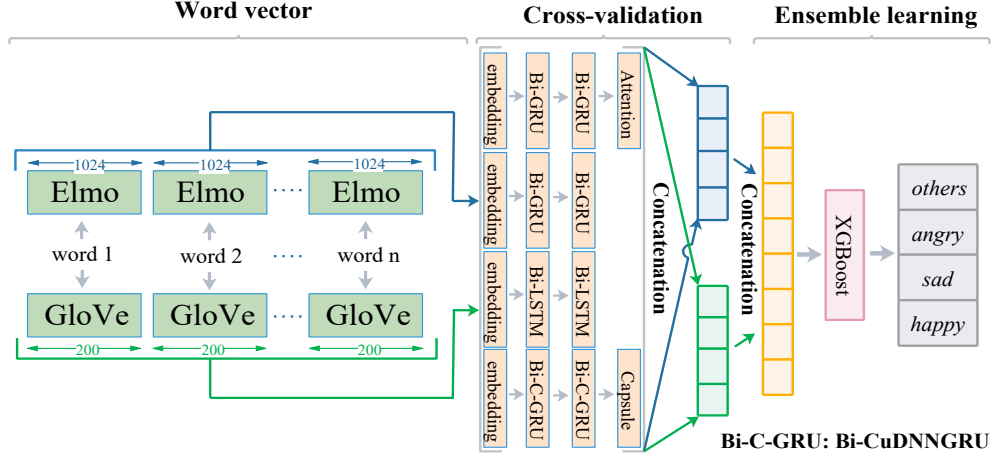 Word vector
Cross-validation
Ensemble learning
1024 1024 1024
Elmo Elmo Elmo
word 1 word 2 word n
GloVe GloVe GloVe
200 200 200
embedding Bi-GRU Bi-GRU Attention
embedding Bi-GRU Bi-GRU
embedding Bi-LSTM Bi-LSTM
embedding Bi-C-GRU Bi-C-GRU Capsule
Concatenation
Concatenation
XGBoost
others
angry
sad
happy
Bi-C-GRU: Bi-CuDNNGRU